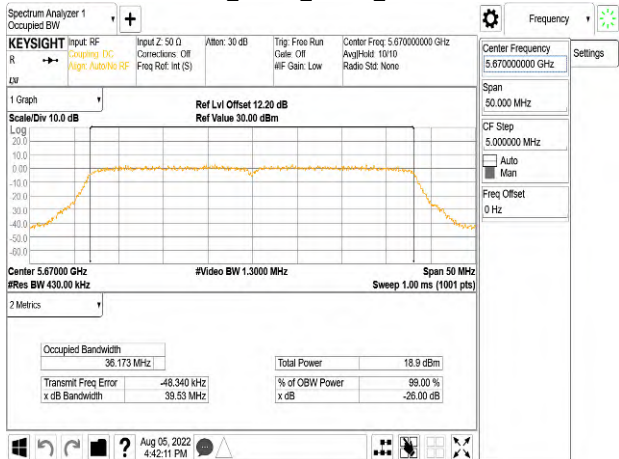 Spectrum Analyzer 1
Occupied BW
Frequency
KEYSIGHT
R
Input: RF
Coupling: DC
Align: Auto/No RF
Input Z: 50 Ω
Corrections: Off
Freq Ref: Int (S)
Atten: 30 dB
Trig: Free Run
Gate: Off
#IF Gain: Low
Center Freq: 5.670000000 GHz
Avg|Hold: 10/10
Radio Std: None
LXI
Center Frequency
5.670000000 GHz
Settings
Span
50.000 MHz
CF Step
5.000000 MHz
Auto
Man
Freq Offset
0 Hz
1 Graph
Scale/Div 10.0 dB
Ref Lvl Offset 12.20 dB
Ref Value 30.00 dBm
Log
20.0
10.0
0.00
-10.0
-20.0
-30.0
-40.0
-50.0
-60.0
Center 5.67000 GHz
#Video BW 1.3000 MHz
Span 50 MHz
#Res BW 430.00 kHz
Sweep 1.00 ms (1001 pts)
2 Metrics
Occupied Bandwidth
36.173 MHz
Total Power 18.9 dBm
Transmit Freq Error -48.340 kHz
% of OBW Power 99.00 %
x dB Bandwidth 39.53 MHz
x dB -26.00 dB
?
Aug 05, 2022
4:42:11 PM